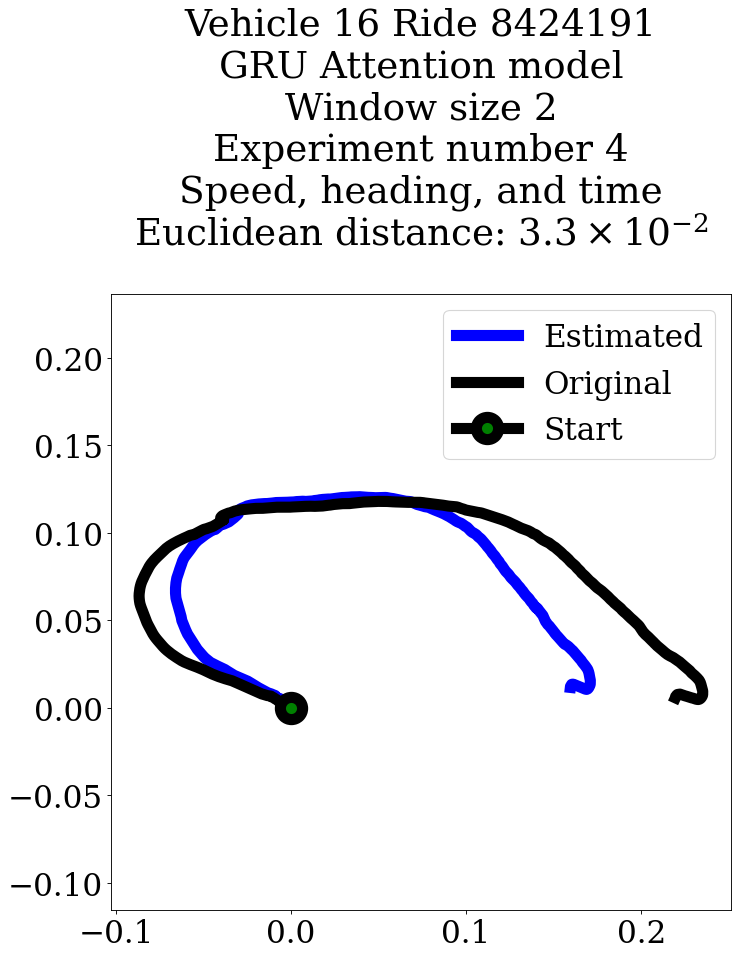 Vehicle 16 Ride 8424191
GRU Attention model
Window size 2
Experiment number 4
Speed, heading, and time
Euclidean distance: 3.3 × 10⁻²
Estimated
Original
Start
0.20
0.15
0.10
0.05
0.00
−0.05
−0.10
−0.1 0.0 0.1 0.2